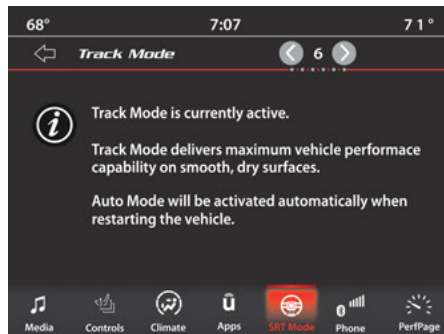 68° 7:07 71°
Track Mode 6
Track Mode is currently active.
Track Mode delivers maximum vehicle performace
capability on smooth, dry surfaces.
Auto Mode will be activated automatically when
restarting the vehicle.
Media Controls Climate Apps SRT Mode Phone PerfPage